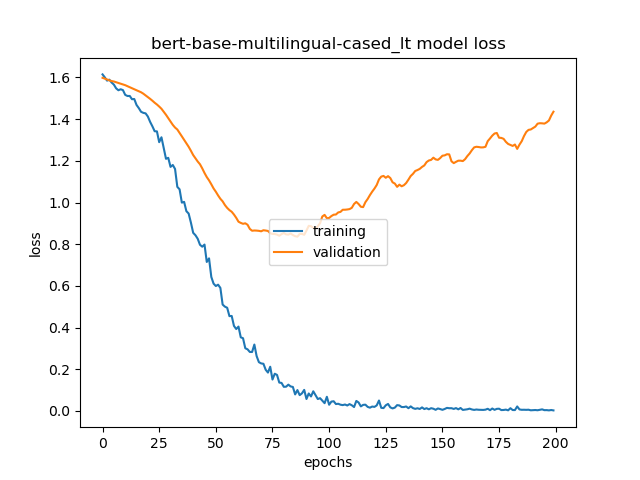 bert-base-multilingual-cased_lt model loss
1.6
1.4
1.2
1.0
0.8
0.6
0.4
0.2
0.0
loss
training
validation
0 25 50 75 100 125 150 175 200
epochs